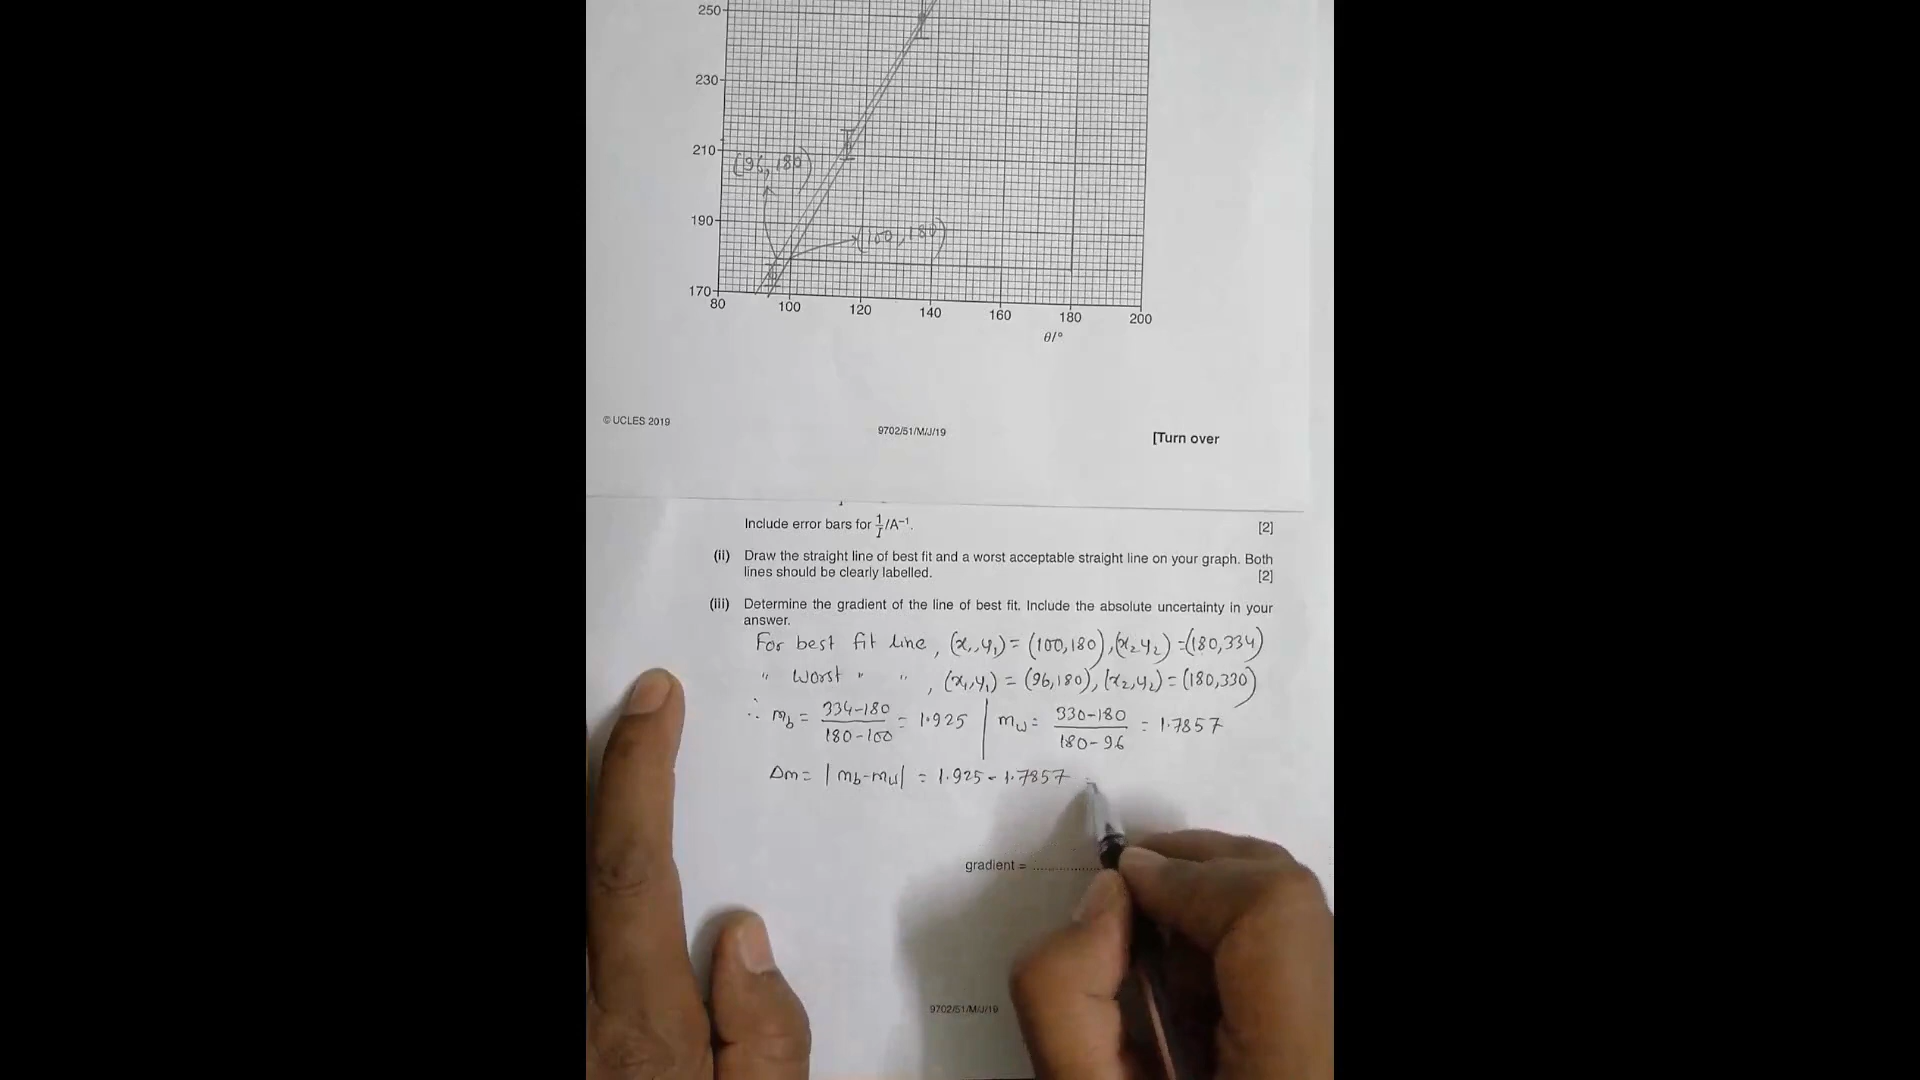 250
230
210
(96,180)
190
(100,180)
170
80 100 120 140 160 180 200
θ/°
© UCLES 2019
9702/51/M/J/19
[Turn over
Include error bars for 1/I /A⁻¹. [2]
(ii) Draw the straight line of best fit and a worst acceptable straight line on your graph. Both
lines should be clearly labelled. [2]
(iii) Determine the gradient of the line of best fit. Include the absolute uncertainty in your
answer.
For best fit line, (x₁,y₁) = (100,180), (x₂y₂) = (180,334)
" worst " ", (x₁,y₁) = (96,180), (x₂,y₂) = (180,330)
∴ m_b = 334-180/180-100 = 1.925 | m_w = 330-180/180-96 = 1.7857
Δm = |m_b-m_w| = 1.925 - 1.7857
gradient = ..................
9702/51/M/J/19